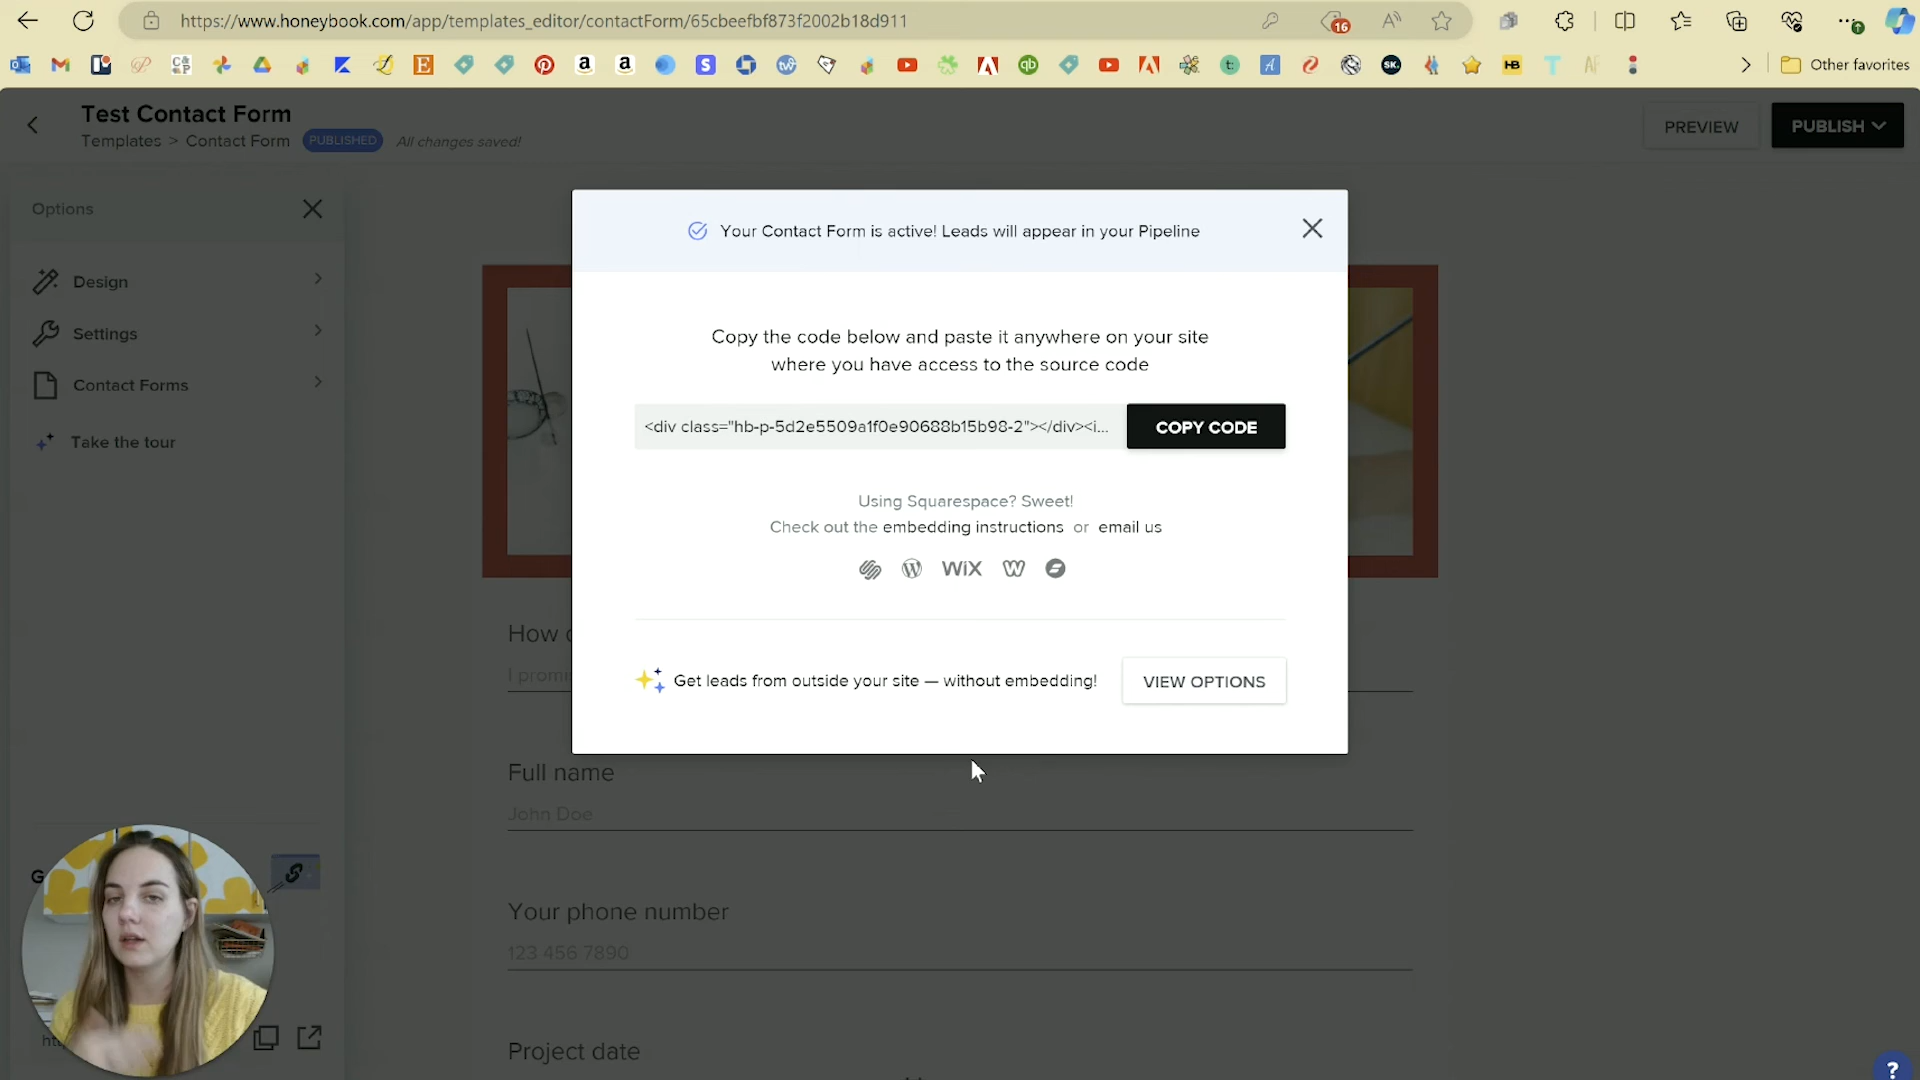 https://www.honeybook.com/app/templates_editor/contactForm/65cbeefbf873f2002b18d911
16
Other favorites
Test Contact Form
Templates > Contact Form
PUBLISHED
All changes saved!
PREVIEW
PUBLISH
Options
Design
Settings
Contact Forms
Take the tour
Your Contact Form is active! Leads will appear in your Pipeline
Copy the code below and paste it anywhere on your site
where you have access to the source code
<div class="hb-p-5d2e5509a1f0e90688b15b98-2"></div><i...
COPY CODE
Using Squarespace? Sweet!
Check out the embedding instructions or email us
WiX
Get leads from outside your site — without embedding!
VIEW OPTIONS
How
Full name
John Doe
Your phone number
123 456 7890
Project date
?